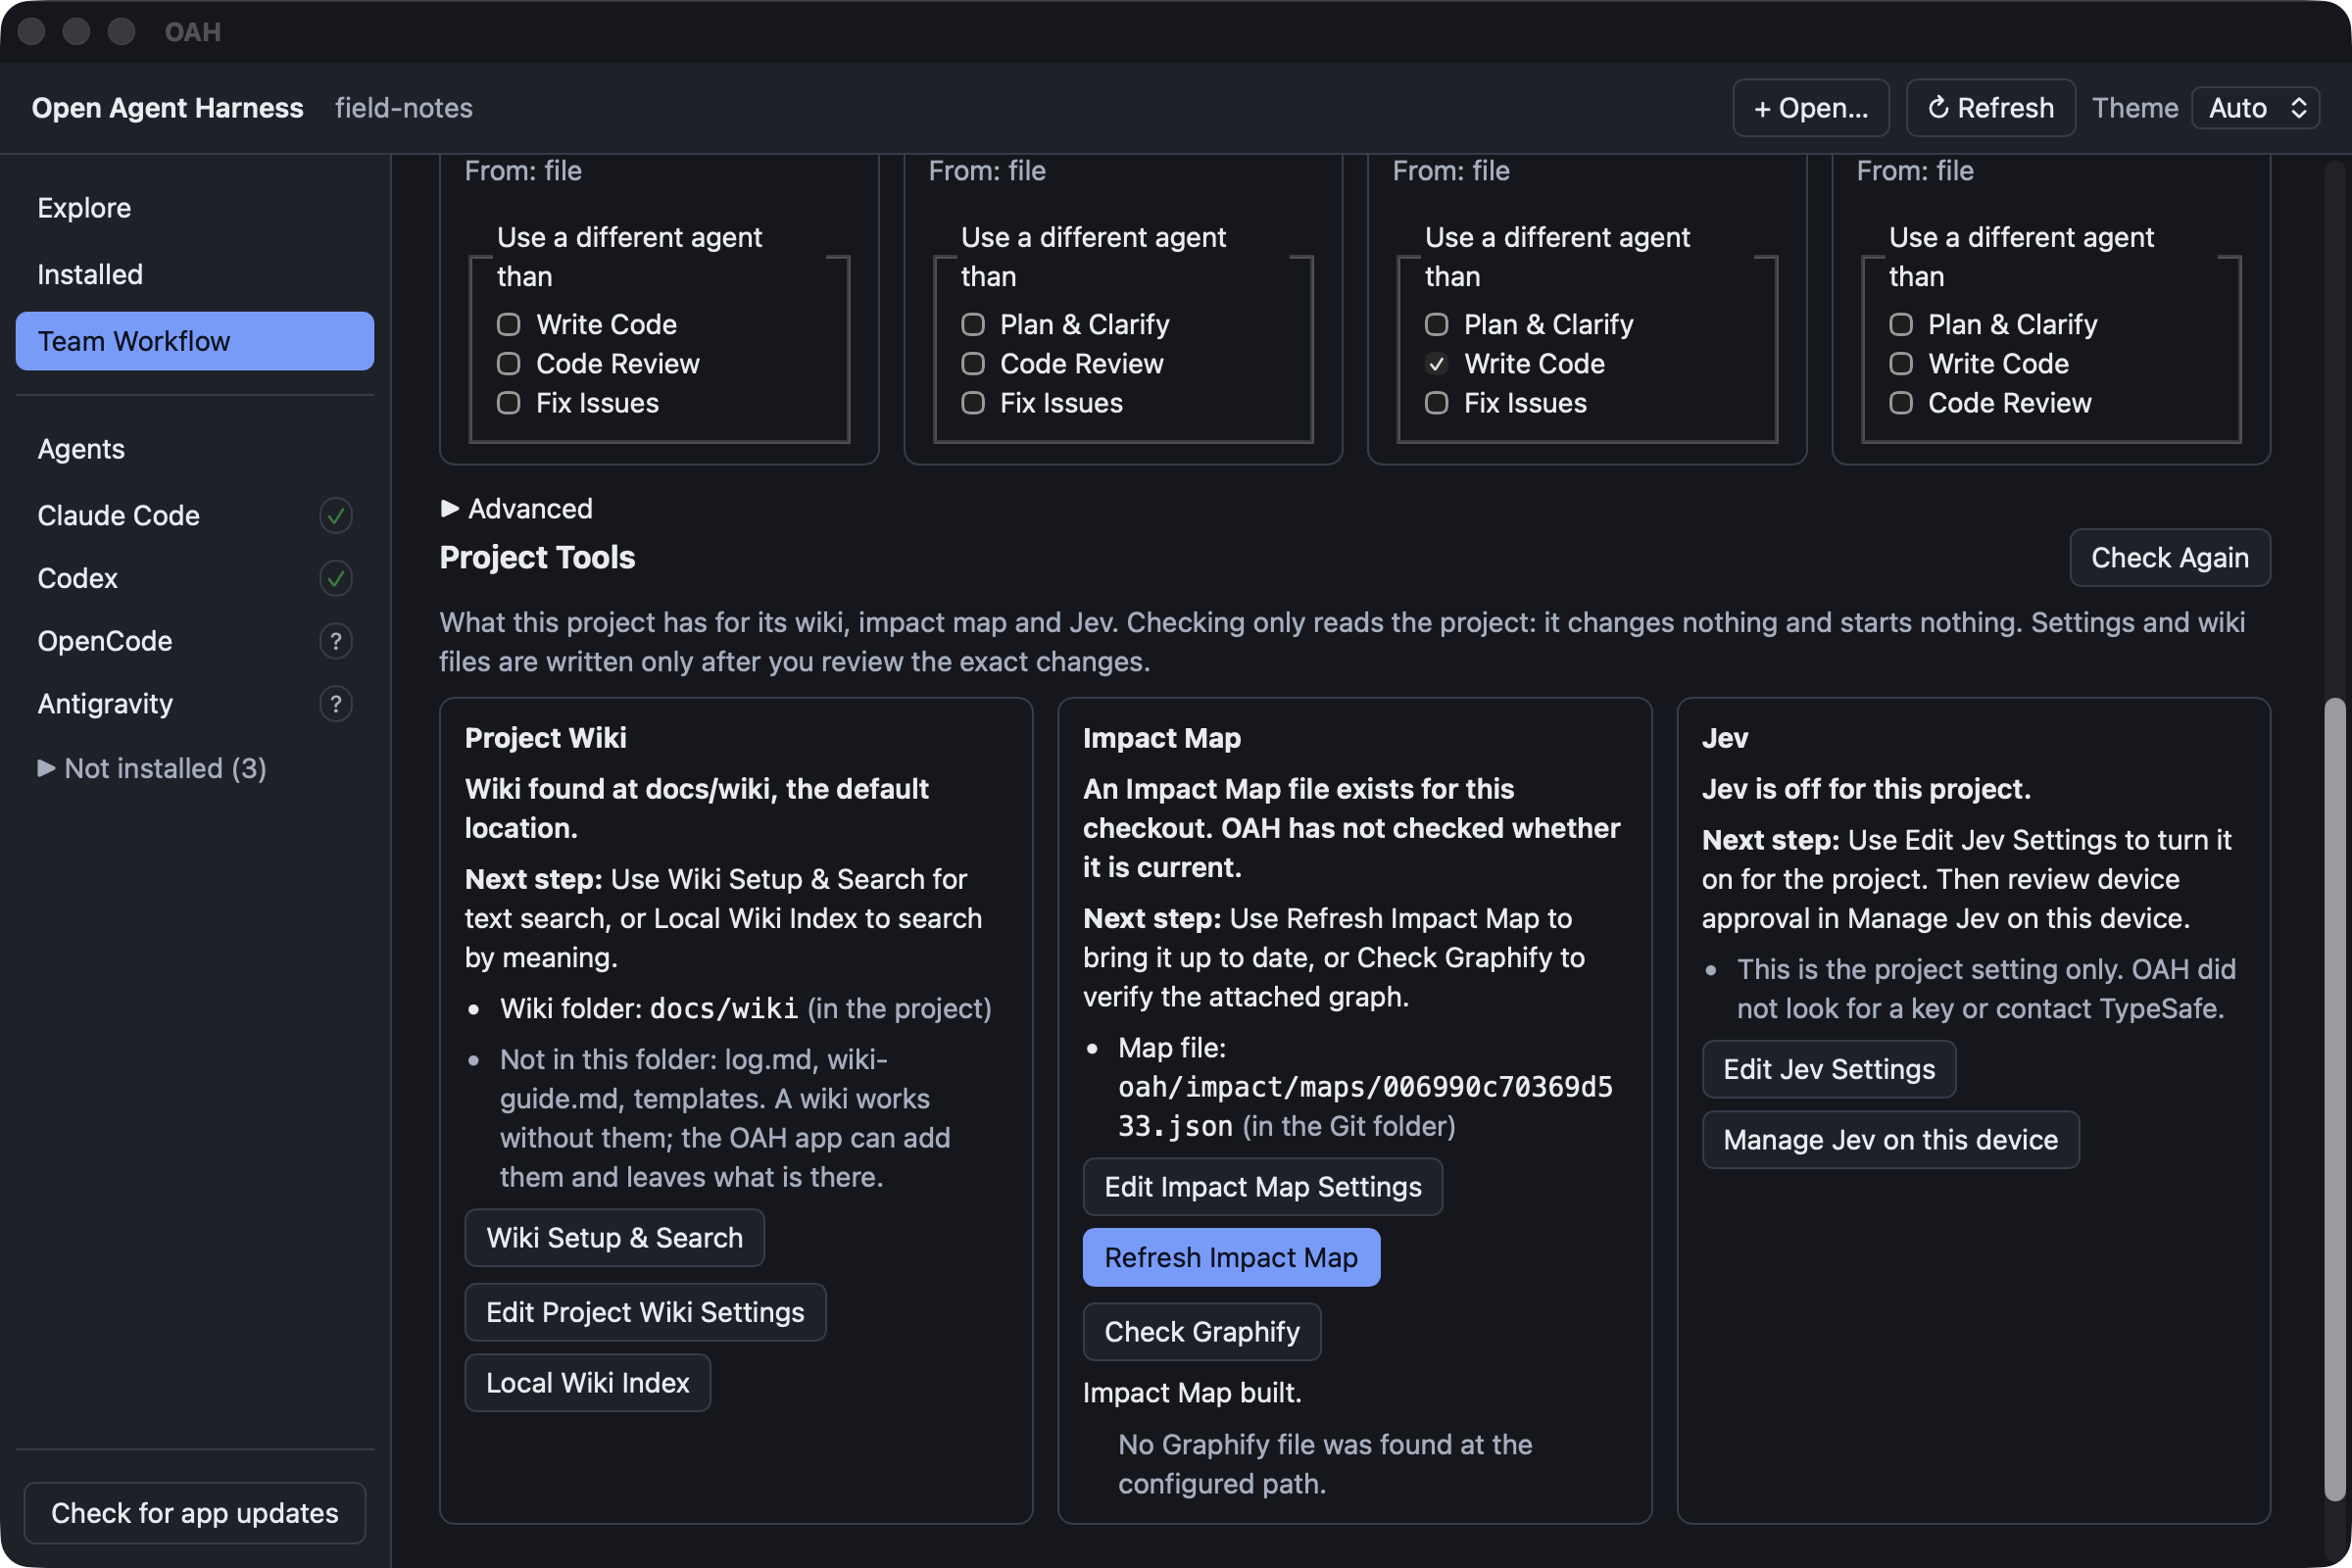 OAH
Open Agent Harness field-notes
+ Open... Refresh Theme Auto
Explore
Installed
Team Workflow
Agents
Claude Code
Codex
OpenCode ?
Antigravity ?
Not installed (3)
Check for app updates
From: file
Use a different agent
than
Write Code
Code Review
Fix Issues
From: file
Use a different agent
than
Plan & Clarify
Code Review
Fix Issues
From: file
Use a different agent
than
Plan & Clarify
Write Code
Fix Issues
From: file
Use a different agent
than
Plan & Clarify
Write Code
Code Review
Advanced
Project Tools
Check Again
What this project has for its wiki, impact map and Jev. Checking only reads the project: it changes nothing and starts nothing. Settings and wiki
files are written only after you review the exact changes.
Project Wiki
Wiki found at docs/wiki, the default
location.
Next step: Use Wiki Setup & Search for
text search, or Local Wiki Index to search
by meaning.
Wiki folder: docs/wiki (in the project)
Not in this folder: log.md, wiki-
guide.md, templates. A wiki works
without them; the OAH app can add
them and leaves what is there.
Wiki Setup & Search
Edit Project Wiki Settings
Local Wiki Index
Impact Map
An Impact Map file exists for this
checkout. OAH has not checked whether
it is current.
Next step: Use Refresh Impact Map to
bring it up to date, or Check Graphify to
verify the attached graph.
Map file:
oah/impact/maps/006990c70369d5
33.json (in the Git folder)
Edit Impact Map Settings
Refresh Impact Map
Check Graphify
Impact Map built.
No Graphify file was found at the
configured path.
Jev
Jev is off for this project.
Next step: Use Edit Jev Settings to turn it
on for the project. Then review device
approval in Manage Jev on this device.
This is the project setting only. OAH did
not look for a key or contact TypeSafe.
Edit Jev Settings
Manage Jev on this device